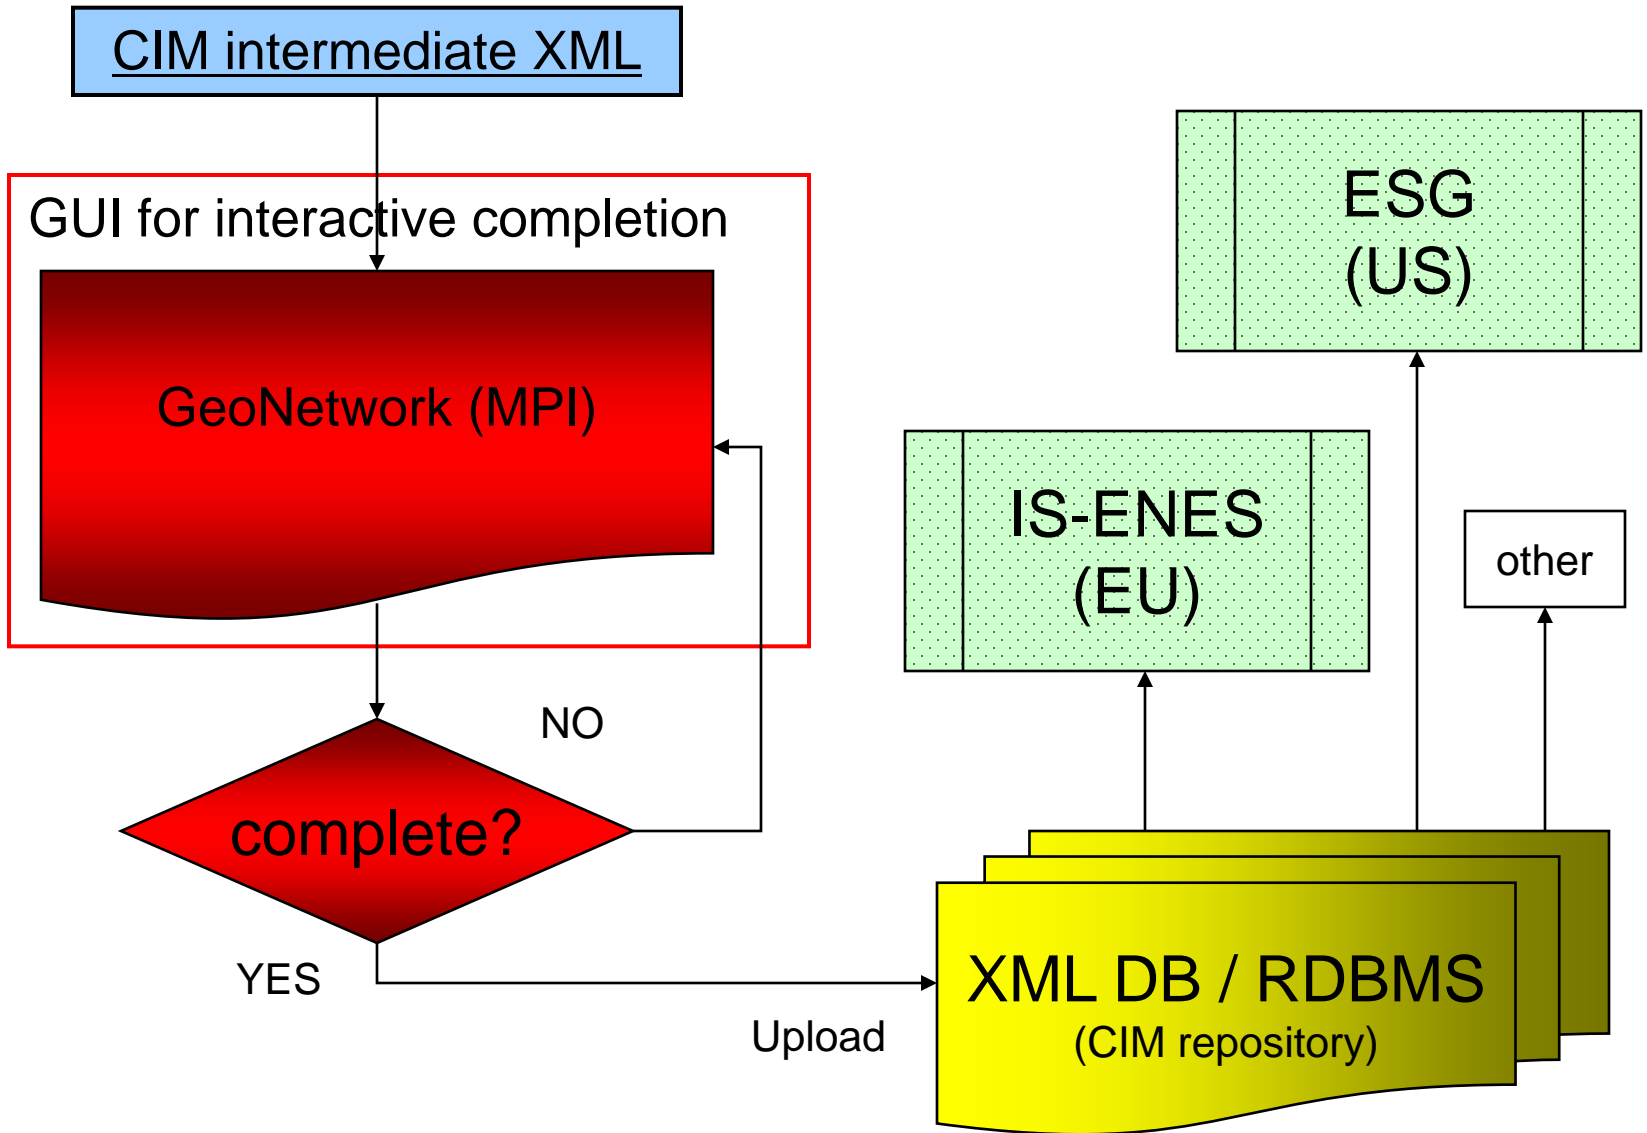 CIM intermediate XML
GUI for interactive completion
GeoNetwork (MPI)
complete?
NO
YES
Upload
XML DB / RDBMS
(CIM repository)
IS-ENES
(EU)
ESG
(US)
other